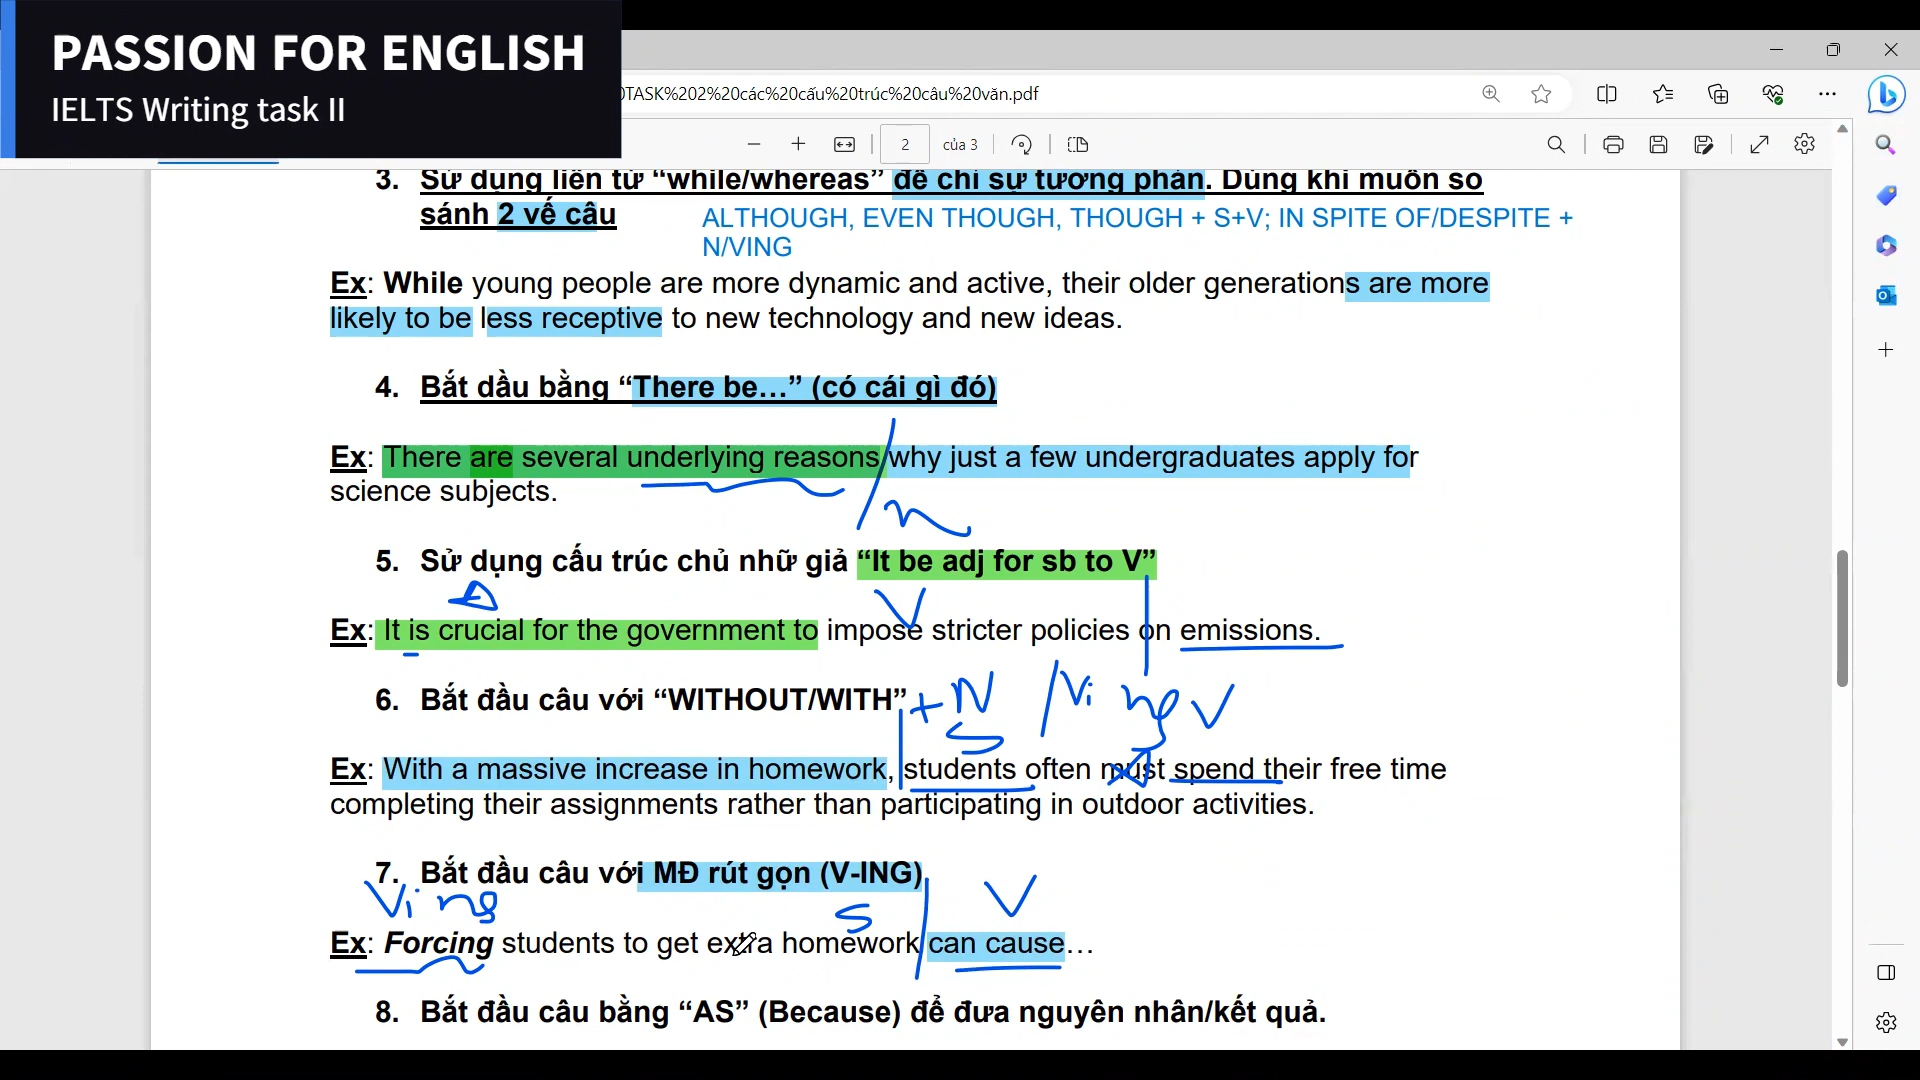 PASSION FOR ENGLISH
IELTS Writing task II
0TASK%202%20các%20cấu%20trúc%20câu%20văn.pdf
2 của 3
3. Sử dụng liên từ “while/whereas” để chỉ sự tương phản. Dùng khi muốn so
sánh 2 vế câu
ALTHOUGH, EVEN THOUGH, THOUGH + S+V; IN SPITE OF/DESPITE +
N/VING
Ex: While young people are more dynamic and active, their older generations are more
likely to be less receptive to new technology and new ideas.
4. Bắt dầu bằng “There be...” (có cái gì đó)
Ex: There are several underlying reasons why just a few undergraduates apply for
science subjects.
5. Sử dụng cấu trúc chủ nhữ giả “It be adj for sb to V”
V
Ex: It is crucial for the government to impose stricter policies on emissions.
6. Bắt đầu câu với “WITHOUT/WITH” +N /Ving V
S
Ex: With a massive increase in homework, students often must spend their free time
completing their assignments rather than participating in outdoor activities.
7. Bắt đầu câu với MĐ rút gọn (V-ING)
Ving S V
Ex: Forcing students to get extra homework can cause...
8. Bắt đầu câu bằng “AS” (Because) để đưa nguyên nhân/kết quả.